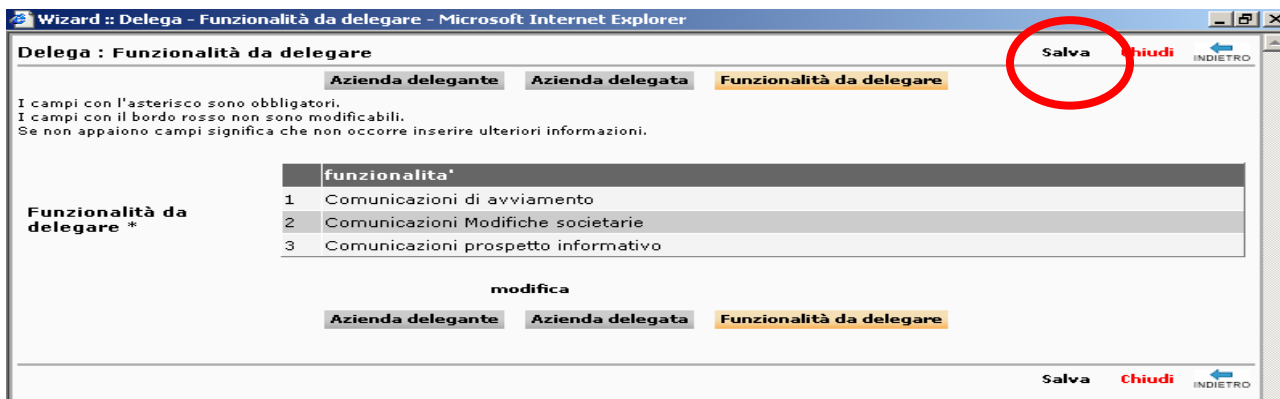 Wizard :: Delega - Funzionalità da delegare - Microsoft Internet Explorer
Delega : Funzionalità da delegare Salva Chiudi INDIETRO
Azienda delegante Azienda delegata Funzionalità da delegare
I campi con l'asterisco sono obbligatori.
I campi con il bordo rosso non sono modificabili.
Se non appaiono campi significa che non occorre inserire ulteriori informazioni.
funzionalita'
1 Comunicazioni di avviamento
Funzionalità da delegare *
2 Comunicazioni Modifiche societarie
3 Comunicazioni prospetto informativo
modifica
Azienda delegante Azienda delegata Funzionalità da delegare
Salva Chiudi INDIETRO